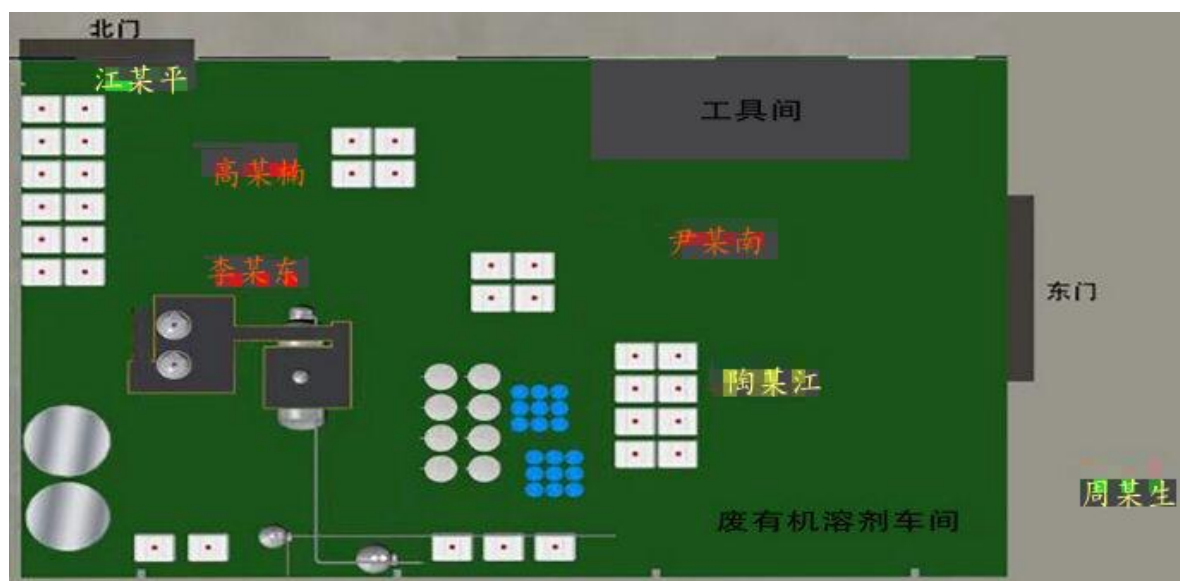 北门
江某平
工具间
高某楠
尹某南
李某东
东门
陶某江
周某生
废有机溶剂车间